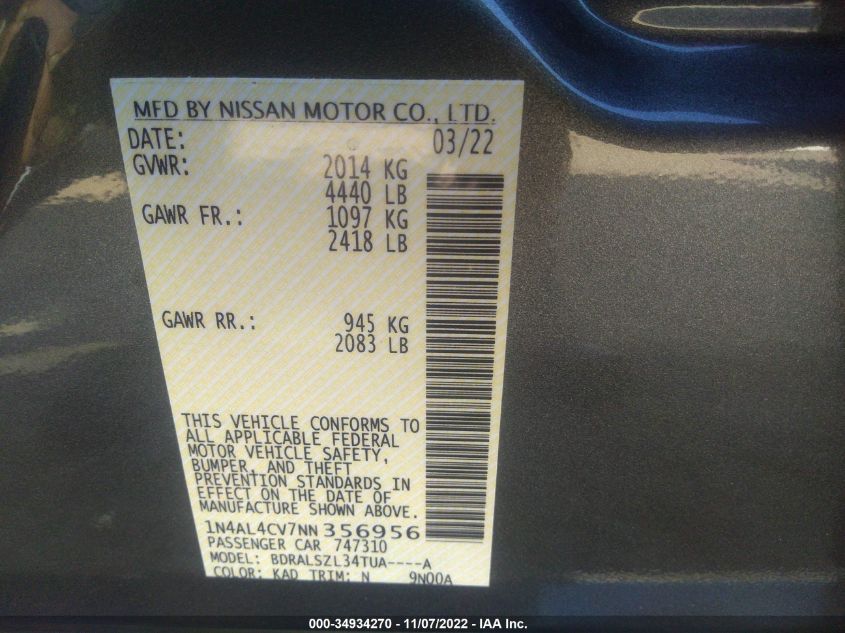 MFD BY NISSAN MOTOR CO., LTD.
DATE: 03/22
GVWR: 2014 KG
4440 LB
GAWR FR.: 1097 KG
2418 LB
GAWR RR.: 945 KG
2083 LB
THIS VEHICLE CONFORMS TO
ALL APPLICABLE FEDERAL
MOTOR VEHICLE SAFETY,
BUMPER, AND THEFT
PREVENTION STANDARDS IN
EFFECT ON THE DATE OF
MANUFACTURE SHOWN ABOVE.
1N4AL4CV7NN356956
PASSENGER CAR 747310
MODEL: BDRALSZL34TUA----A
COLOR: KAD TRIM: N 9N00A
000-34934270 - 11/07/2022 - IAA Inc.